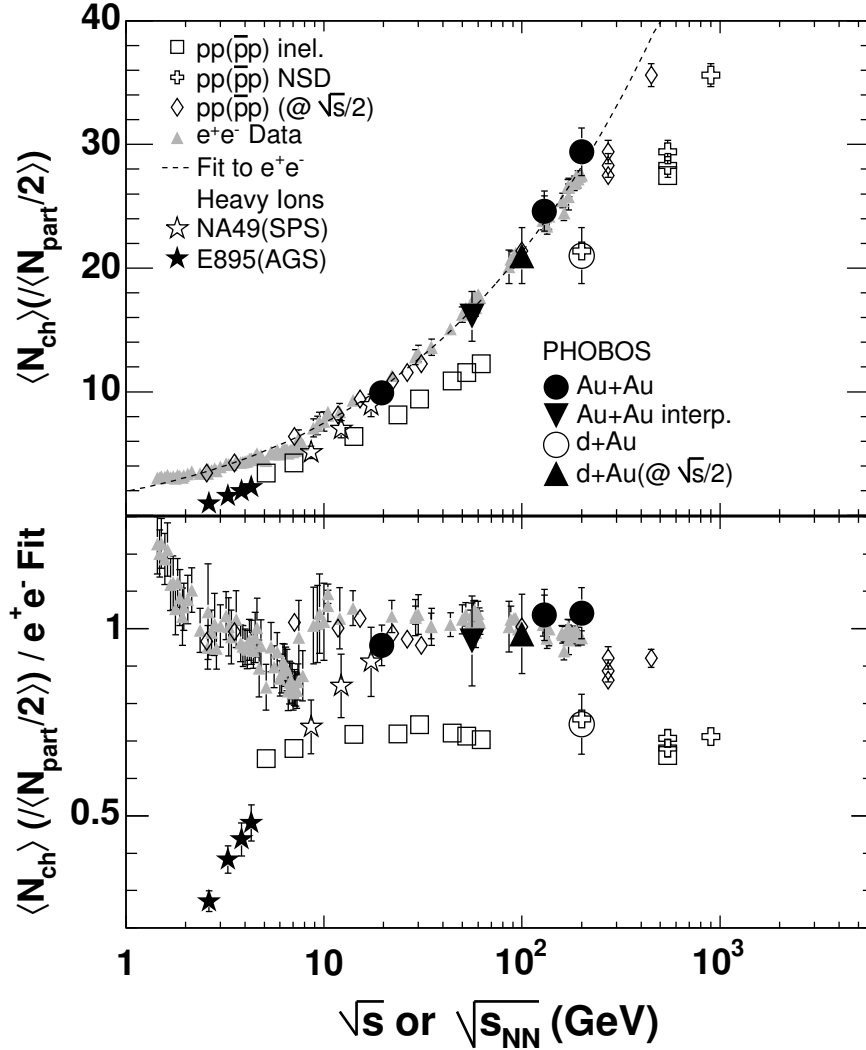 40
30
20
10
⟨N_ch⟩(/⟨N_part/2⟩)
pp(p̅p) inel.
pp(p̅p) NSD
pp(p̅p) (@ √s/2)
e⁺e⁻ Data
Fit to e⁺e⁻
Heavy Ions
NA49(SPS)
E895(AGS)
PHOBOS
Au+Au
Au+Au interp.
d+Au
d+Au(@ √s/2)
1
0.5
⟨N_ch⟩ (/⟨N_part/2⟩) / e⁺e⁻ Fit
1 10 10² 10³
√s or √s_NN (GeV)